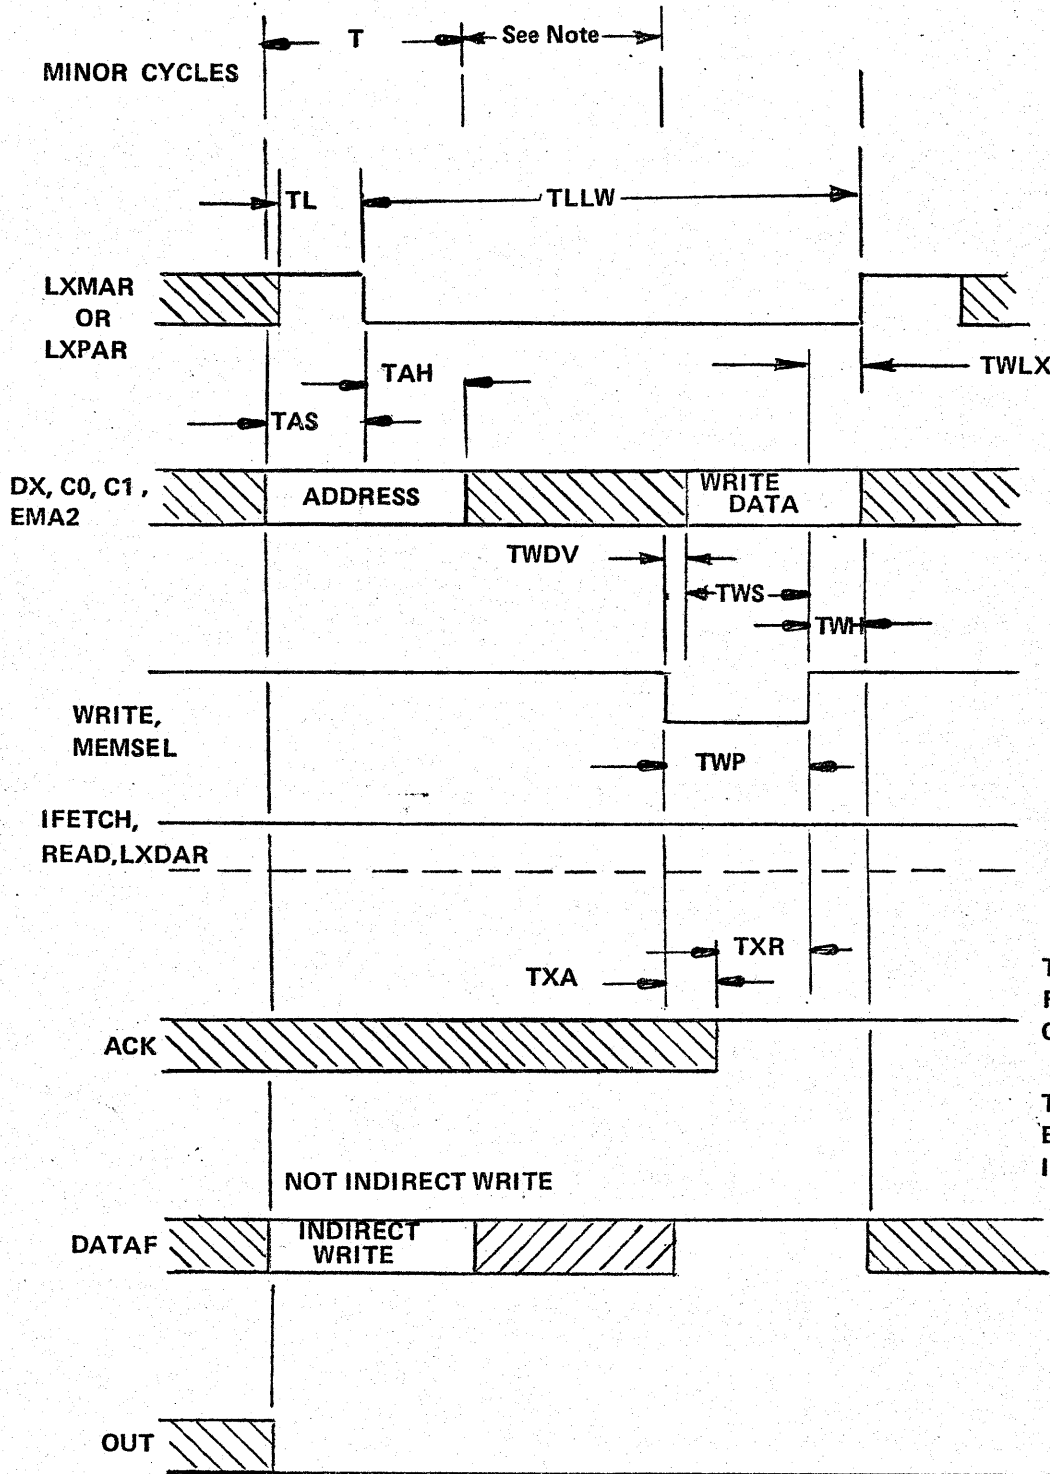 T
See Note
MINOR CYCLES
TL
TLLW
LXMAR
OR
LXPAR
TAH
TWLX
TAS
DX, C0, C1,
EMA2
ADDRESS
WRITE
DATA
TWDV
TWS
TWH
WRITE,
MEMSEL
TWP
IFETCH,
READ,LXDAR
TXR
TXA
ACK
NOT INDIRECT WRITE
DATAF
INDIRECT
WRITE
OUT